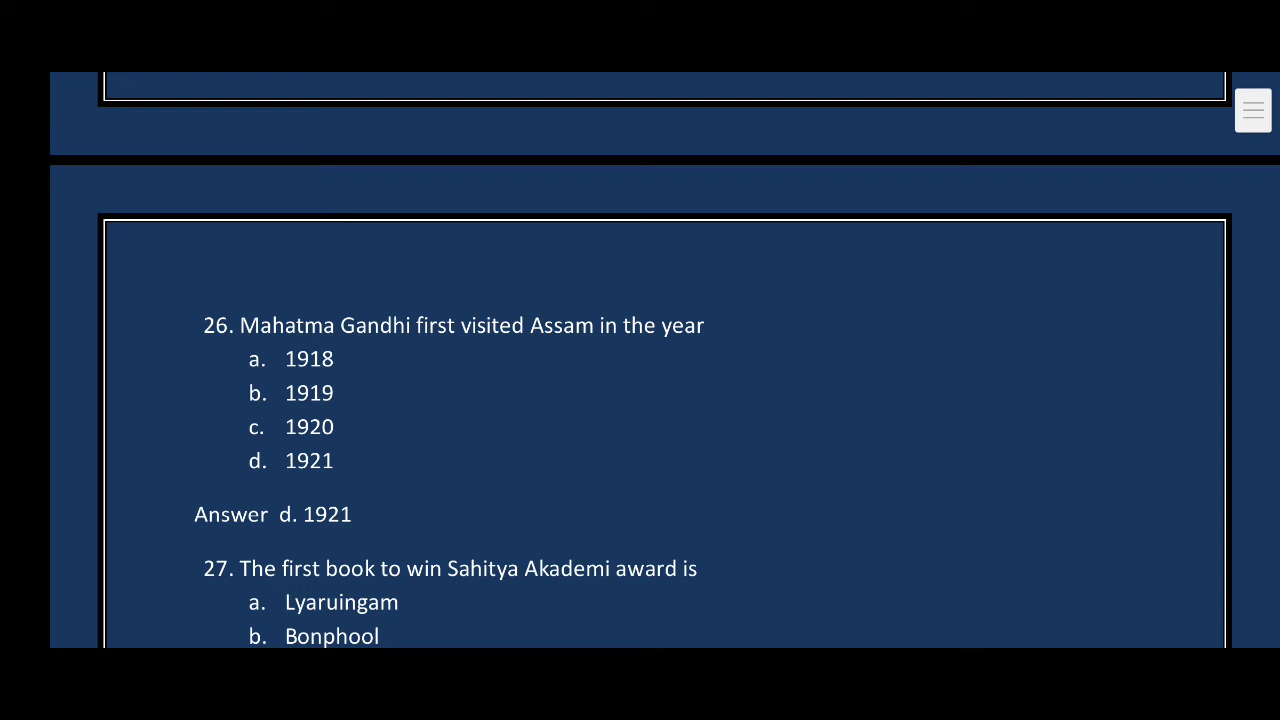 26. Mahatma Gandhi first visited Assam in the year
a. 1918
b. 1919
c. 1920
d. 1921
Answer d. 1921
27. The first book to win Sahitya Akademi award is
a. Lyaruingam
b. Bonphool